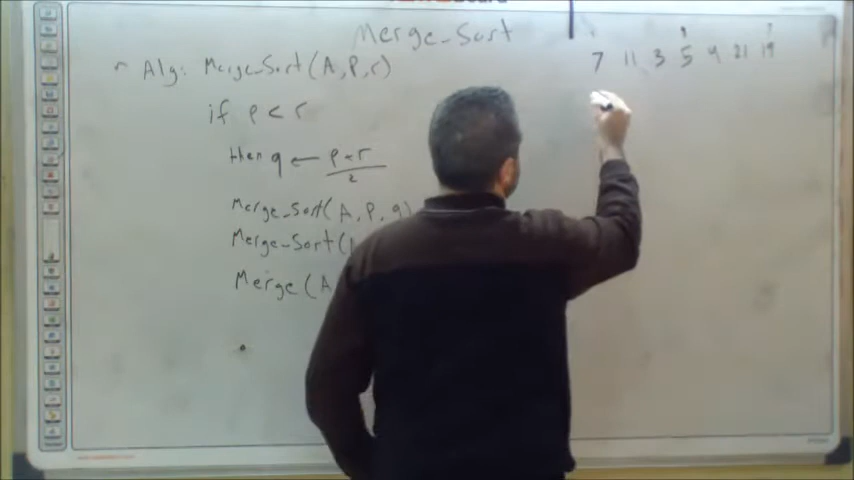 Merge-Sort
Alg: Merge-Sort(A,P,r)
if P < r
then q ← P+r
2
Merge-Sort(A,P,q)
Merge-Sort(
Merge(A
7 11 3 5 9 21 19